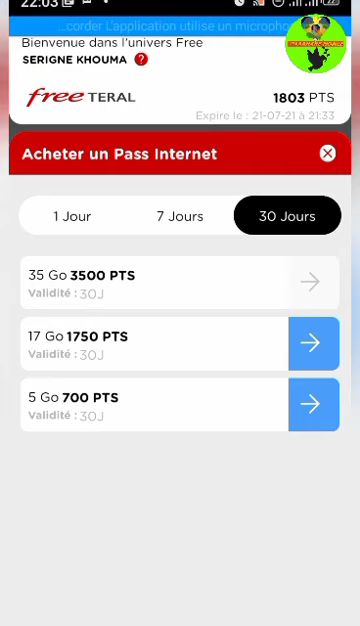 22:03
corder L'application utilise un micropho
Bienvenue dans l'univers Free
SERIGNE KHOUMA ?
free TERAL
1803 PTS
Expire le : 21-07-21 à 21:33
Acheter un Pass Internet
1 Jour
7 Jours
30 Jours
35 Go 3500 PTS
Validité : 30J
17 Go 1750 PTS
Validité : 30J
5 Go 700 PTS
Validité : 30J